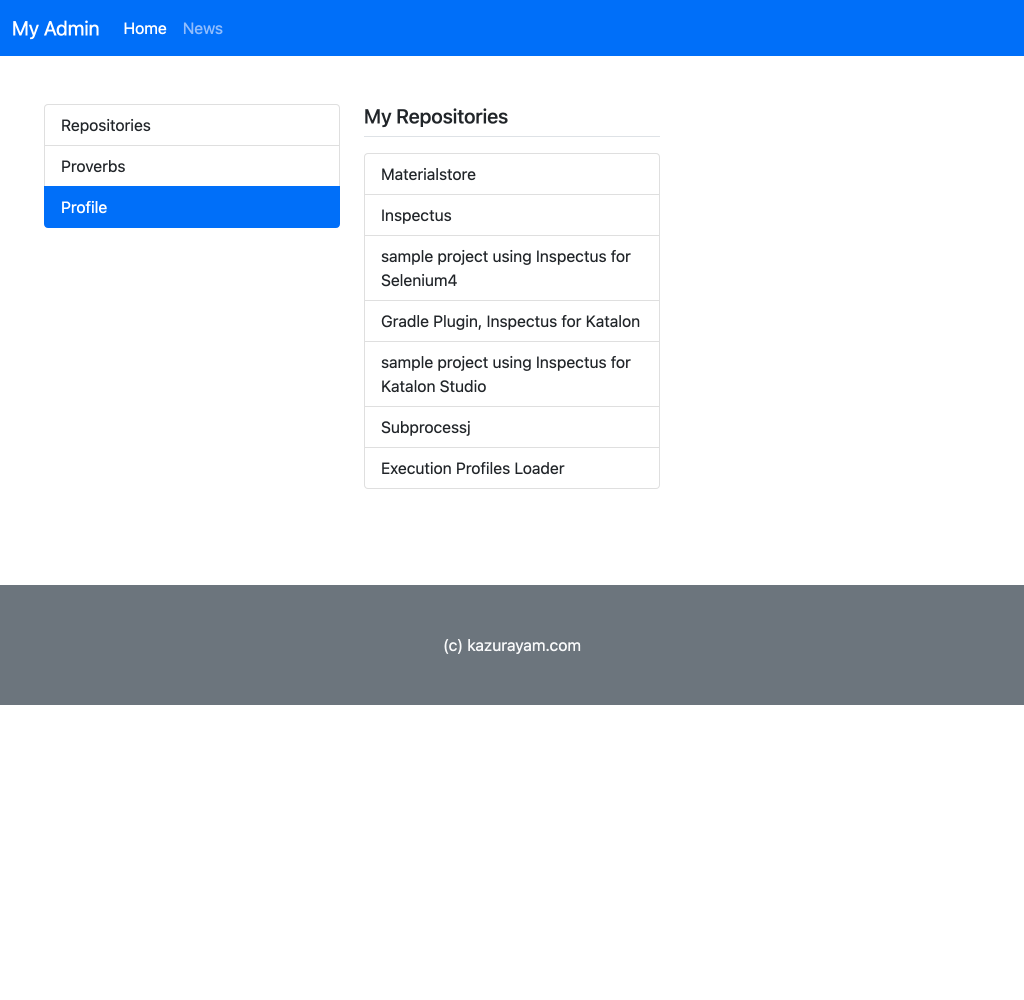 My Admin Home News
Repositories
Proverbs
Profile
My Repositories
Materialstore
Inspectus
sample project using Inspectus for
Selenium4
Gradle Plugin, Inspectus for Katalon
sample project using Inspectus for
Katalon Studio
Subprocessj
Execution Profiles Loader
(c) kazurayam.com